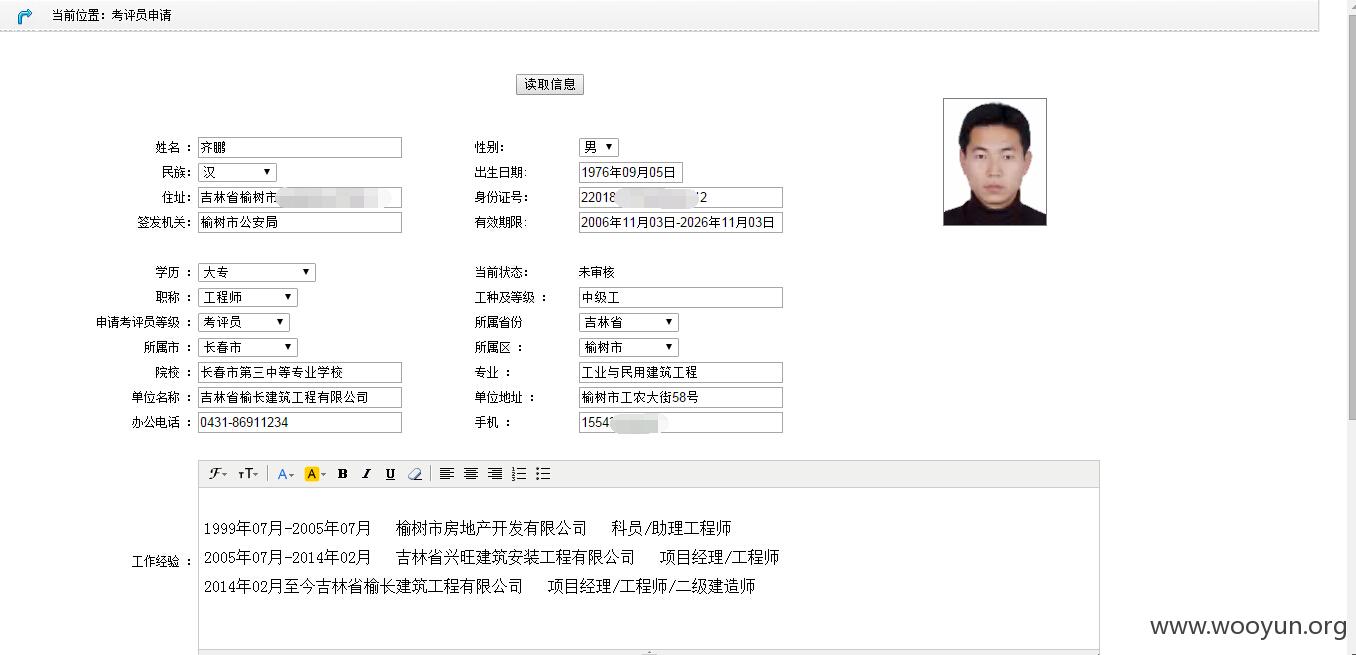 当前位置：考评员申请
读取信息
姓名 ： 齐鹏 性别: 男
民族: 汉 出生日期: 1976年09月05日
住址: 吉林省榆树市 身份证号: 22018 2
签发机关: 榆树市公安局 有效期限: 2006年11月03日-2026年11月03日
学历 ： 大专 当前状态: 未审核
职称 ： 工程师 工种及等级 ： 中级工
申请考评员等级 ： 考评员 所属省份 吉林省
所属市 ： 长春市 所属区 ： 榆树市
院校 ： 长春市第三中等专业学校 专业 ： 工业与民用建筑工程
单位名称 ： 吉林省榆长建筑工程有限公司 单位地址 ： 榆树市工农大街58号
办公电话 ： 0431-86911234 手机 ： 1554
F TT A A B I U
1999年07月-2005年07月 榆树市房地产开发有限公司 科员/助理工程师
工作经验 ： 2005年07月-2014年02月 吉林省兴旺建筑安装工程有限公司 项目经理/工程师
2014年02月至今吉林省榆长建筑工程有限公司 项目经理/工程师/二级建造师
www.wooyun.org